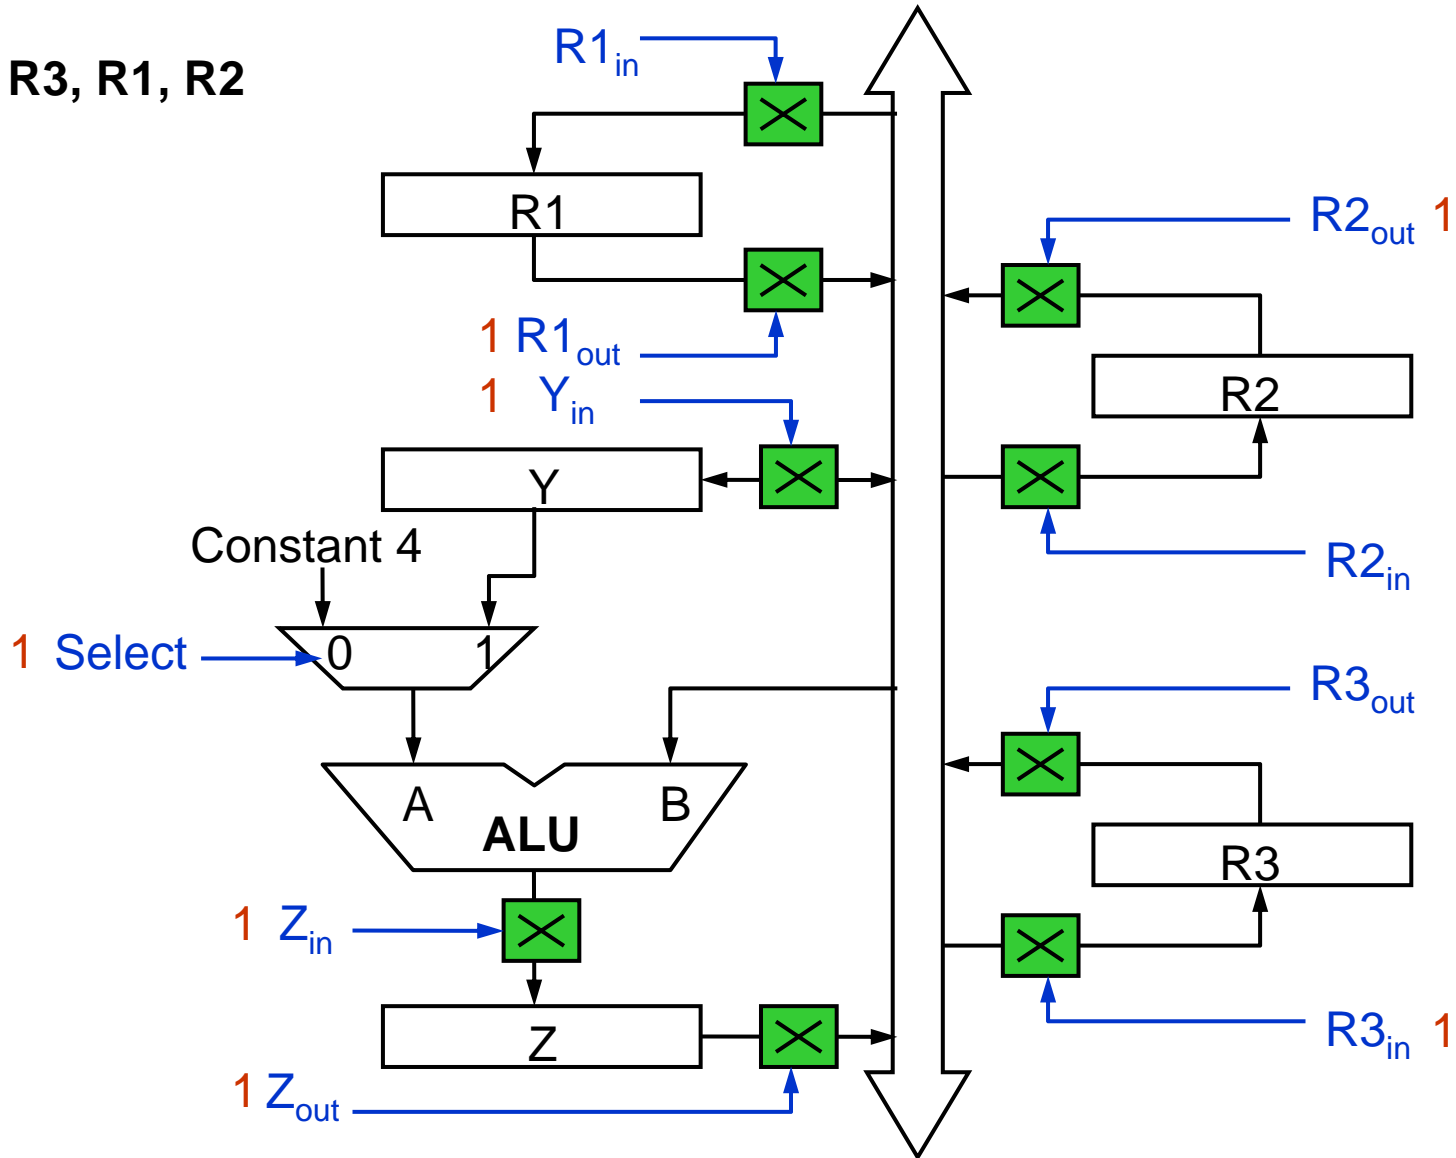 R3, R1, R2
R1in
R1
R2out 1
1 R1out
1 Yin
R2
Y
Constant 4
R2in
1 Select
0 1
R3out
A B
ALU
R3
1 Zin
Z
R3in 1
1 Zout